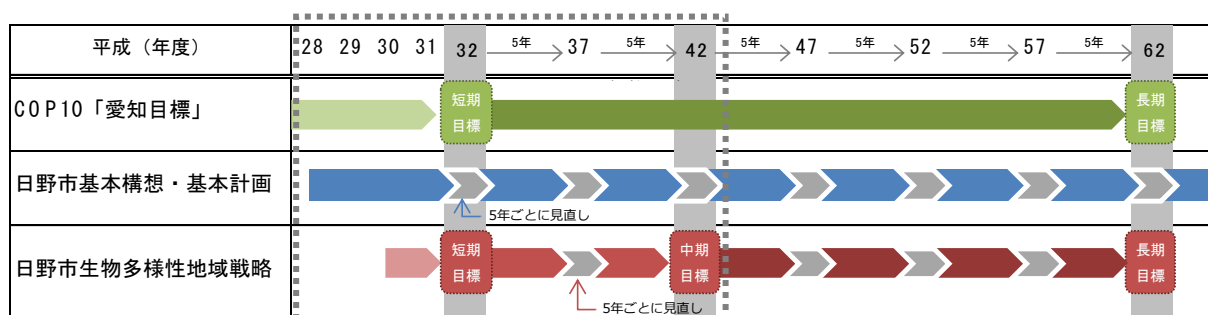 平成（年度） 28 29 30 31 32 5年 37 5年 42 5年 47 5年 52 5年 57 5年 62
COP10「愛知目標」 短期目標 長期目標
日野市基本構想・基本計画
5年ごとに見直し
日野市生物多様性地域戦略 短期目標 中期目標 長期目標
5年ごとに見直し